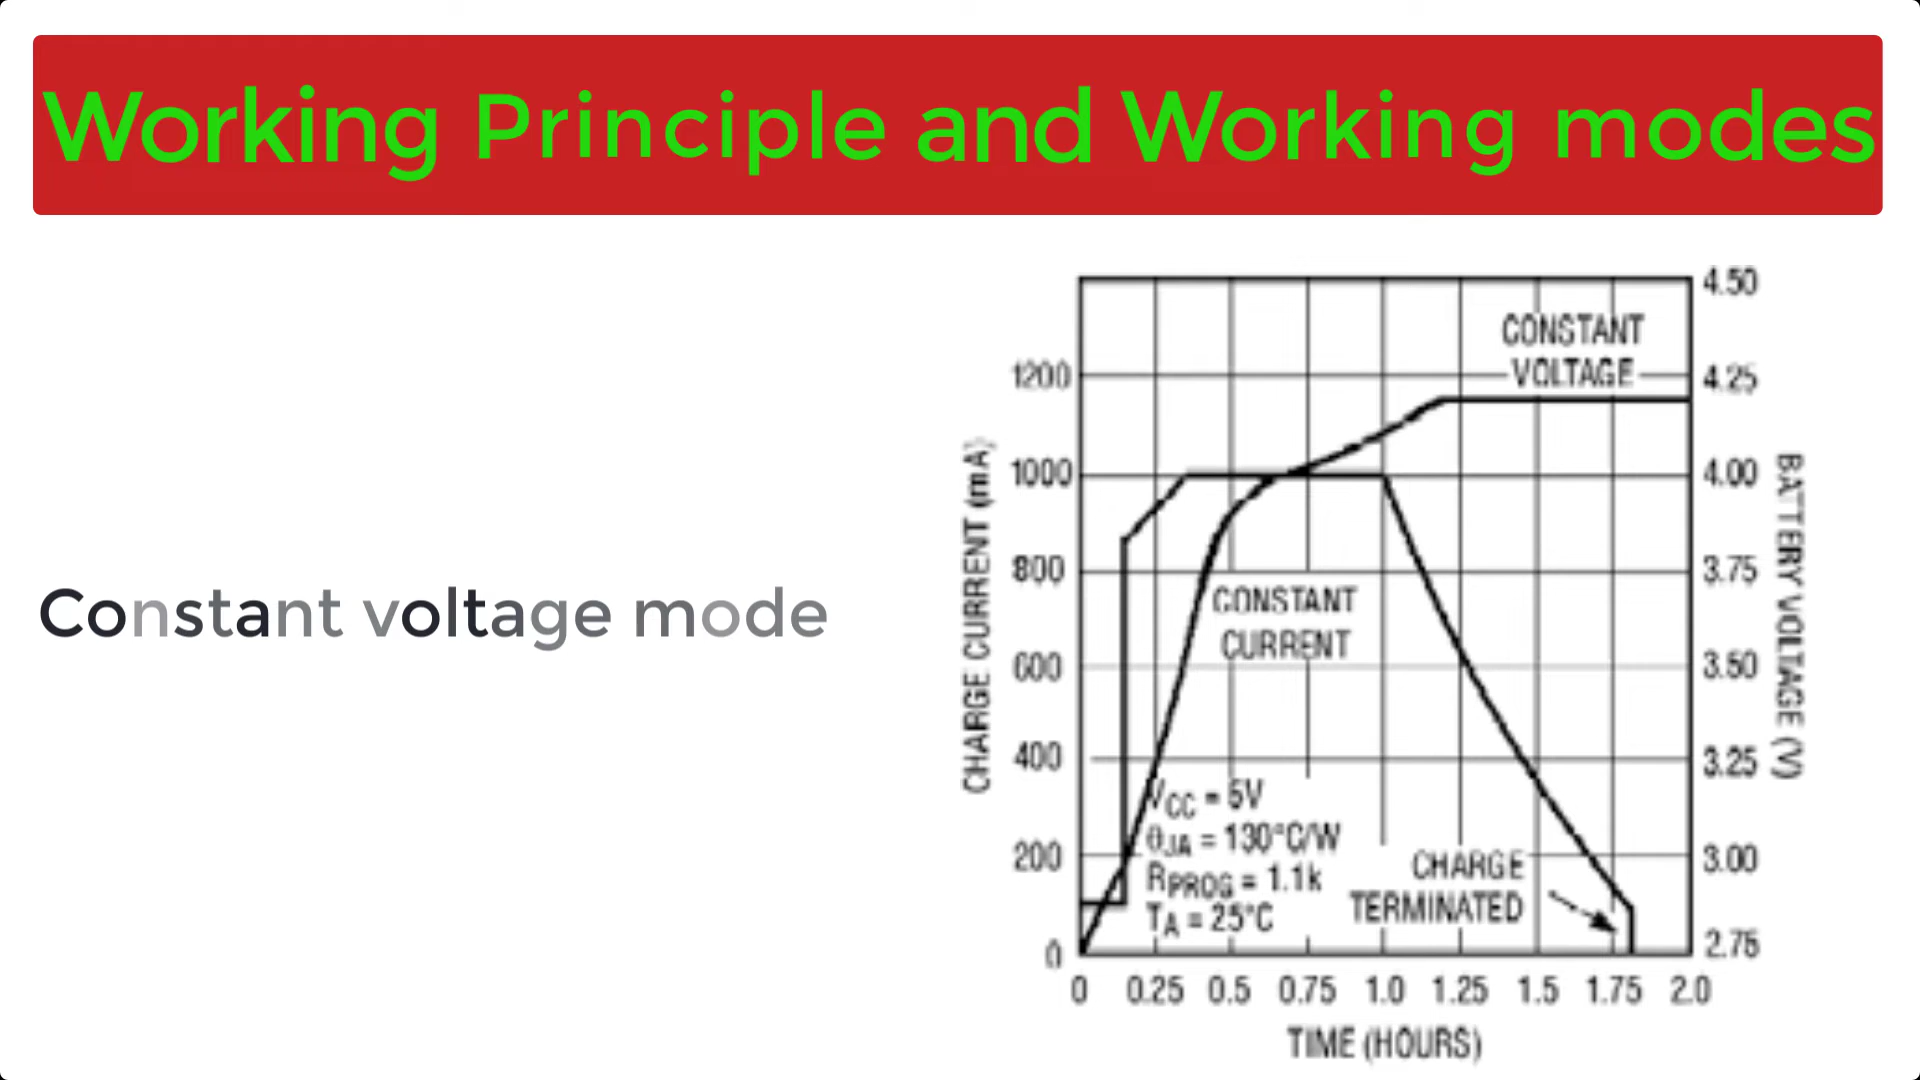 Working Principle and Working modes
Constant voltage mode
CHARGE CURRENT (mA)
1200
1000
800
600
400
200
0
4.50
4.25
4.00
3.75
3.50
3.25
3.00
2.75
BATTERY VOLTAGE (V)
CONSTANT
VOLTAGE
CONSTANT
CURRENT
VCC = 5V
θJA = 130°C/W
RPROG = 1.1k
TA = 25°C
CHARGE
TERMINATED
0 0.25 0.5 0.75 1.0 1.25 1.5 1.75 2.0
TIME (HOURS)